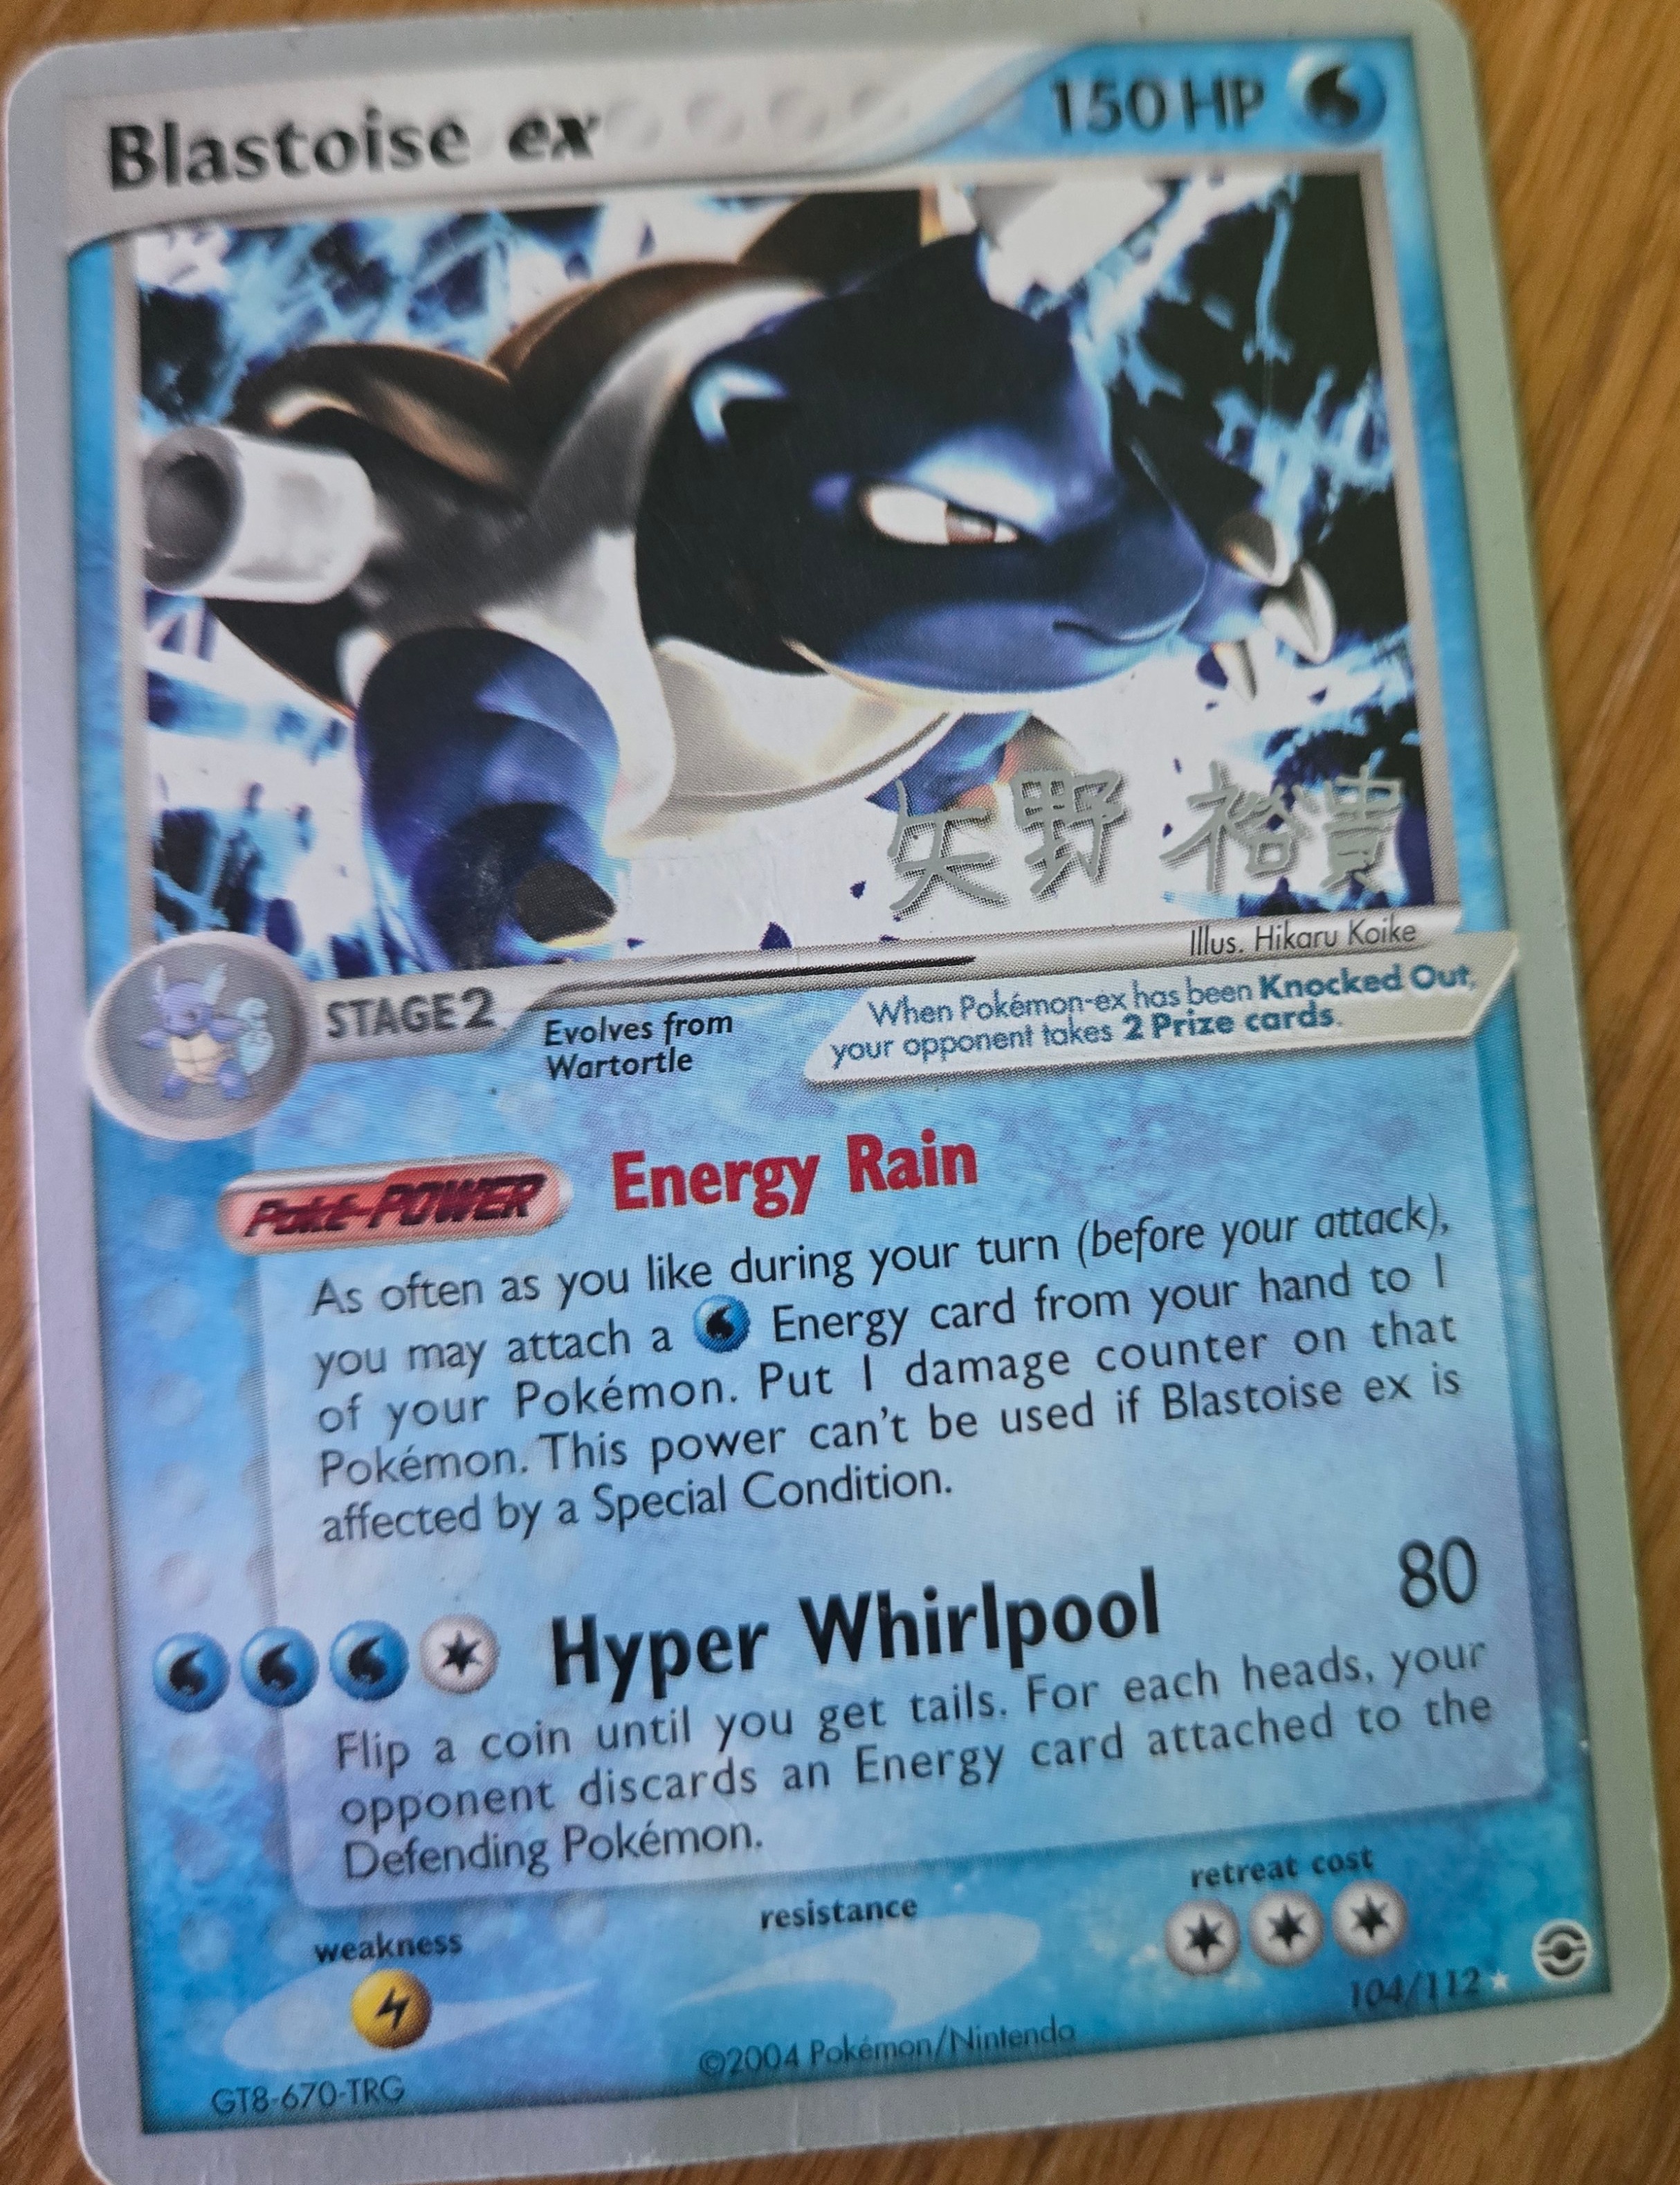 Blastoise ex
150 HP
矢野 裕貴
Illus. Hikaru Koike
STAGE2
Evolves from
Wartortle
When Pokémon-ex has been Knocked Out,
your opponent takes 2 Prize cards.
Poké-POWER Energy Rain
As often as you like during your turn (before your attack),
you may attach a Energy card from your hand to 1
of your Pokémon. Put 1 damage counter on that
Pokémon. This power can't be used if Blastoise ex is
affected by a Special Condition.
Hyper Whirlpool 80
Flip a coin until you get tails. For each heads, your
opponent discards an Energy card attached to the
Defending Pokémon.
weakness
resistance
retreat cost
104/112
©2004 Pokémon/Nintendo
GT8-670-TRG